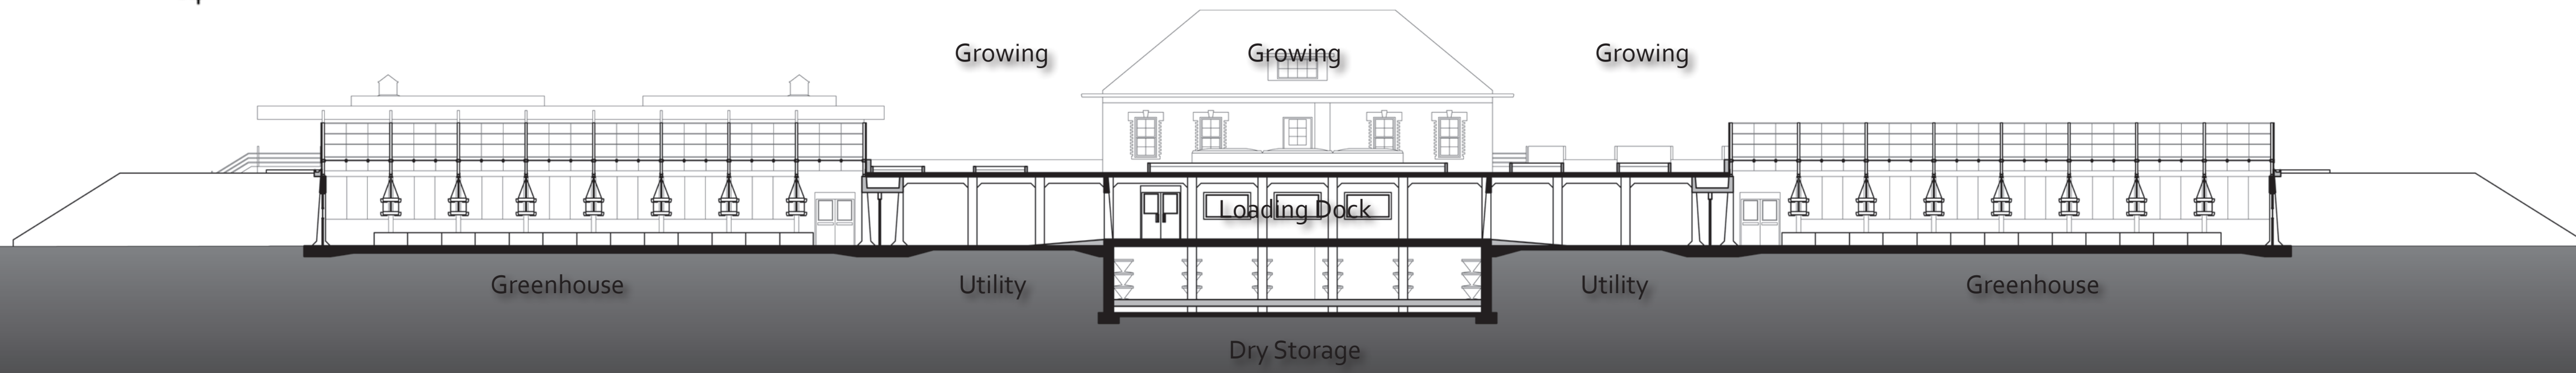 Growing
Growing
Growing
Loading Dock
Greenhouse
Utility
Utility
Greenhouse
Dry Storage